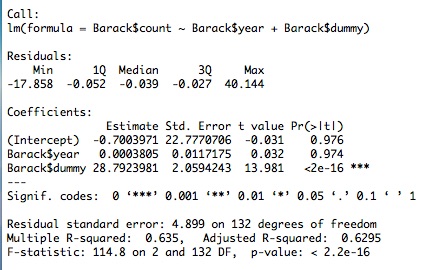 Call:
lm(formula = Barack$count ~ Barack$year + Barack$dummy)
Residuals:
Min 1Q Median 3Q Max
-17.858 -0.052 -0.039 -0.027 40.144
Coefficients:
Estimate Std. Error t value Pr(>|t|)
(Intercept) -0.7003971 22.7770706 -0.031 0.976
Barack$year 0.0003805 0.0117175 0.032 0.974
Barack$dummy 28.7923981 2.0594243 13.981 <2e-16 ***
---
Signif. codes: 0 ‘***’ 0.001 ‘**’ 0.01 ‘*’ 0.05 ‘.’ 0.1 ‘ ’ 1
Residual standard error: 4.899 on 132 degrees of freedom
Multiple R-squared: 0.635, Adjusted R-squared: 0.6295
F-statistic: 114.8 on 2 and 132 DF, p-value: < 2.2e-16